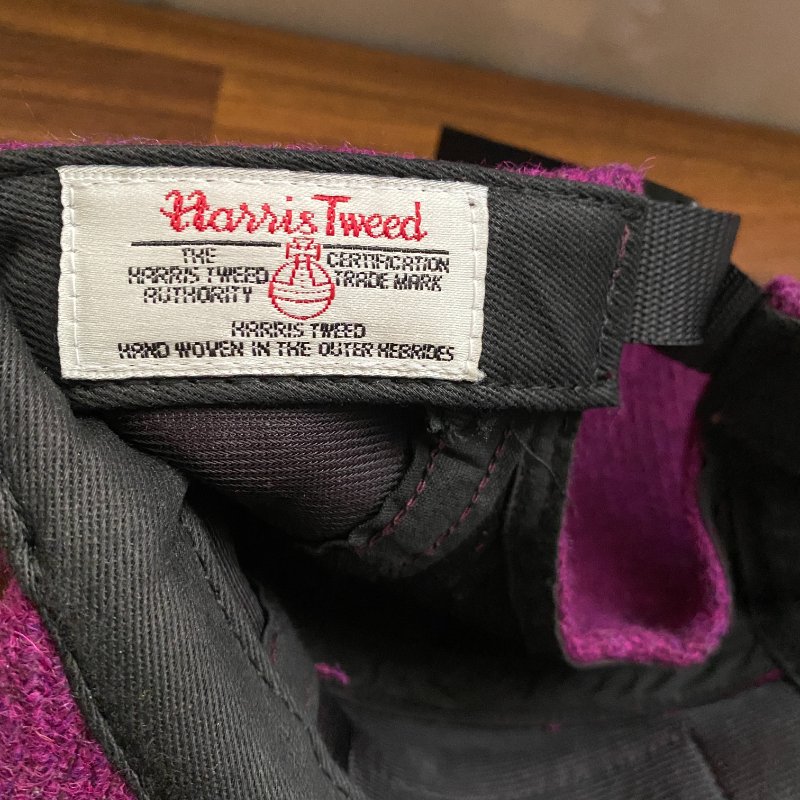 Harris Tweed
THE HARRIS TWEED AUTHORITY
CERTIFICATION TRADE MARK
HARRIS TWEED
HAND WOVEN IN THE OUTER HEBRIDES